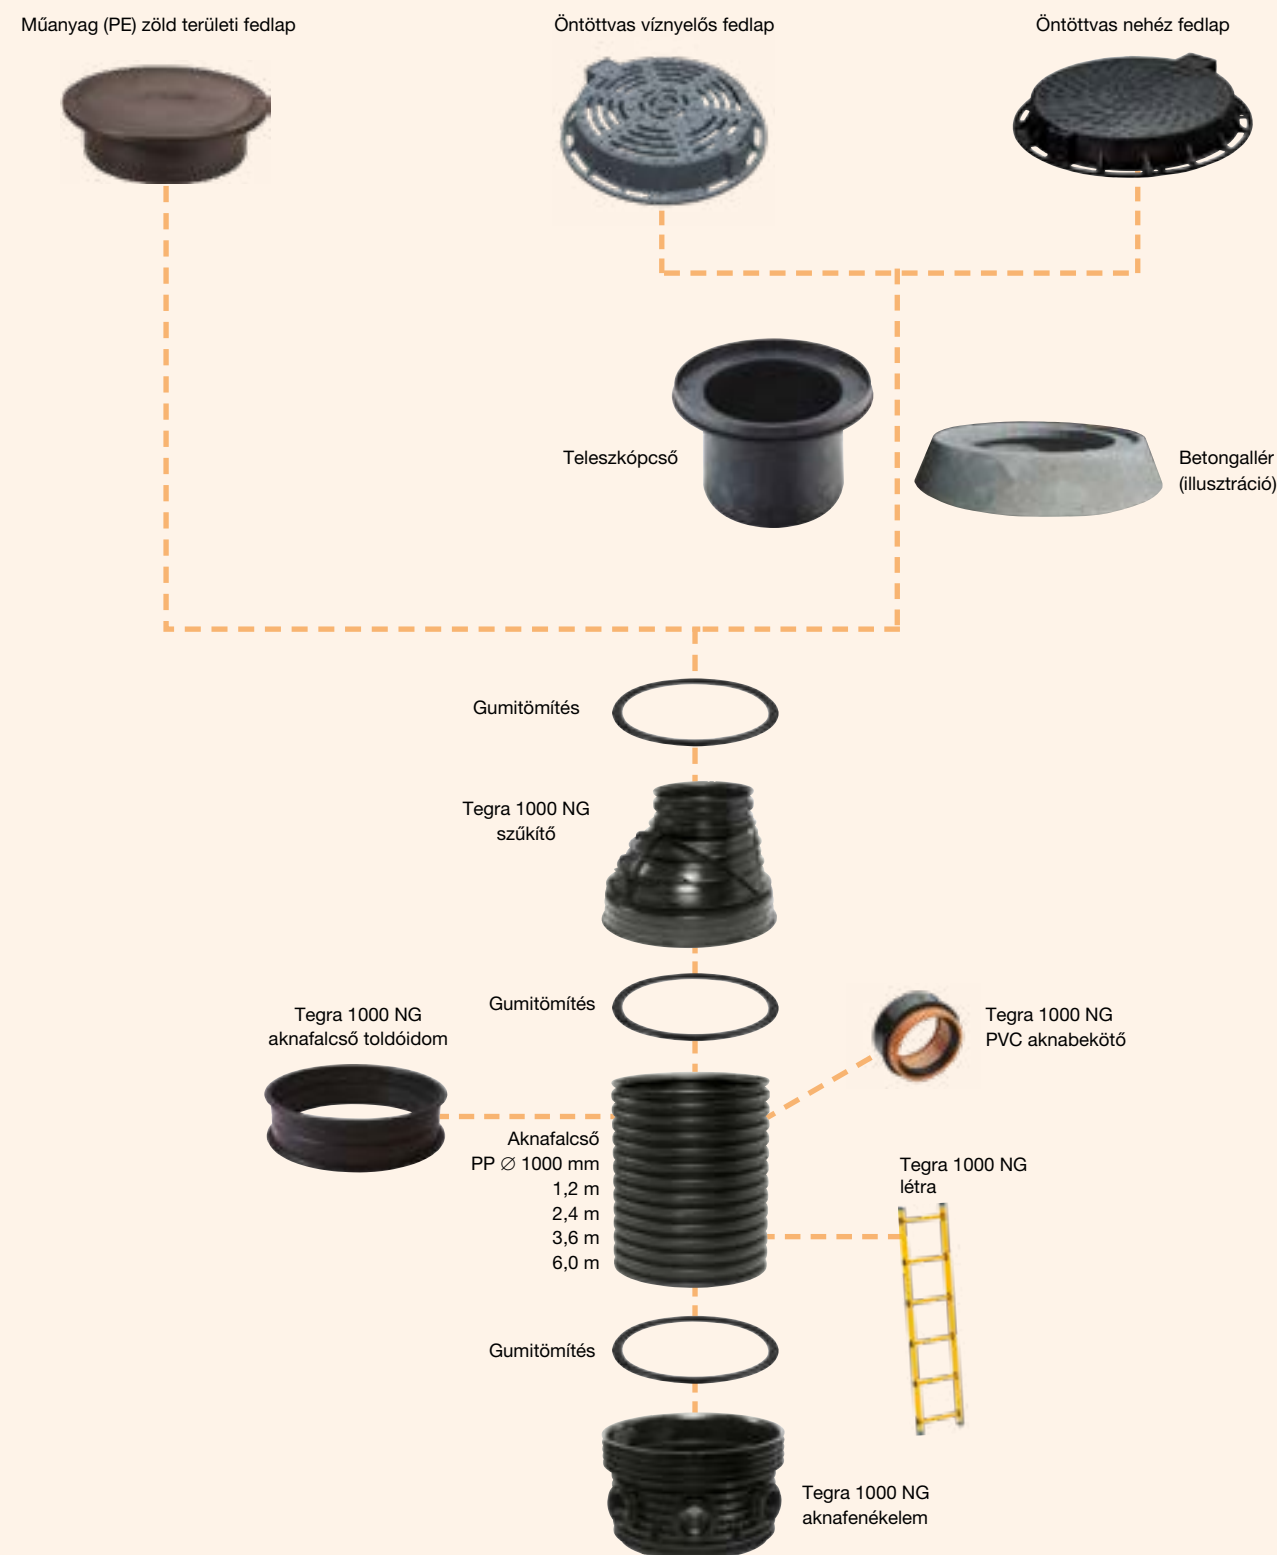 Műanyag (PE) zöld területi fedlap
Öntöttvas víznyelős fedlap
Öntöttvas nehéz fedlap
Teleszkópcső
Betongallér
(illusztráció)
Gumitömítés
Tegra 1000 NG
szűkítő
Gumitömítés
Tegra 1000 NG
aknafalcső toldóidom
Tegra 1000 NG
PVC aknabekötő
Aknafalcső
PP ∅ 1000 mm
1,2 m
2,4 m
3,6 m
6,0 m
Tegra 1000 NG
létra
Gumitömítés
Tegra 1000 NG
aknafenékelem